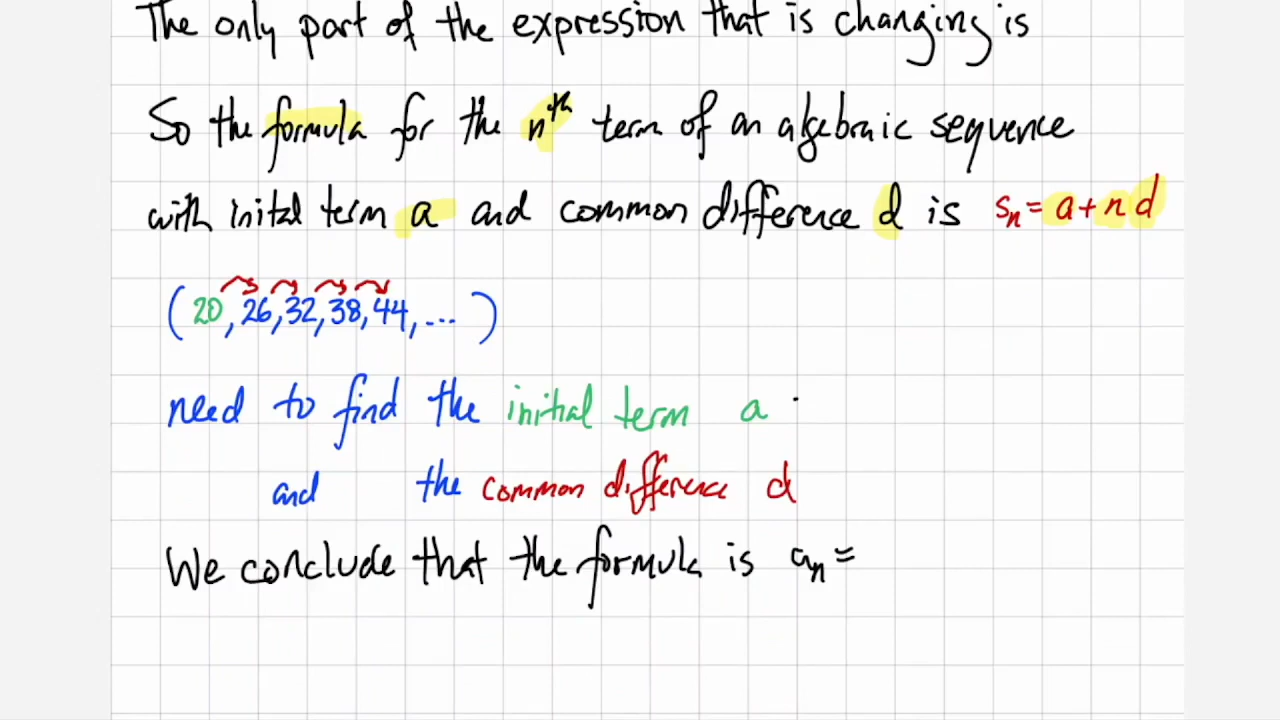 The only part of the expression that is changing is
So the formula for the nth term of an algebraic sequence
with inital term a and common difference d is sn = a + n d
(20, 26, 32, 38, 44, ... )
need to find the initial term a
and the common difference d
We conclude that the formula is an =